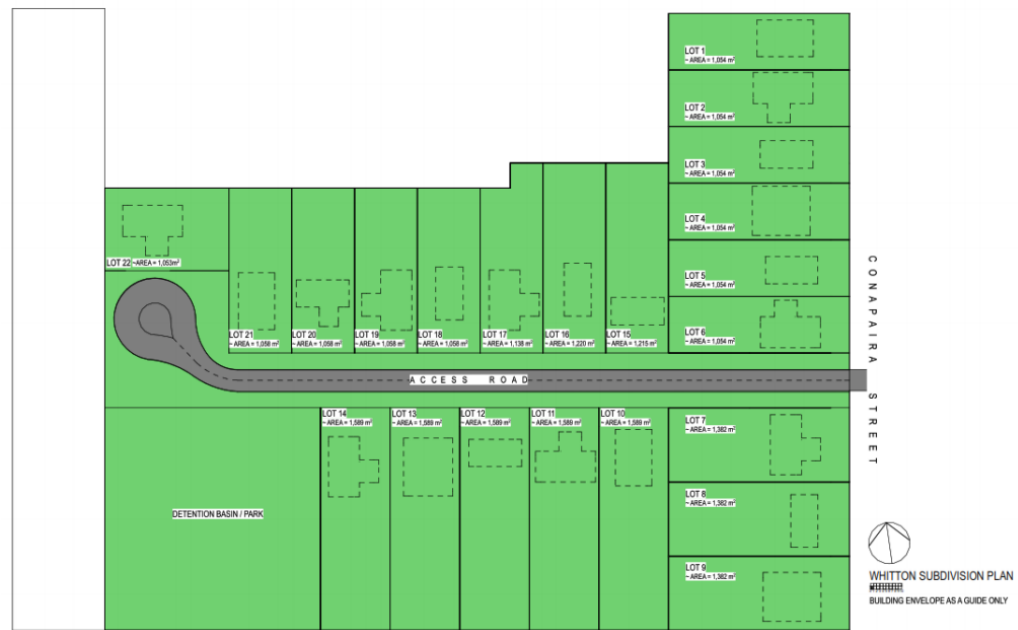 LOT 1
~ AREA = 1,054 m²
LOT 2
~ AREA = 1,054 m²
LOT 3
~ AREA = 1,054 m²
LOT 4
~ AREA = 1,054 m²
LOT 5
~ AREA = 1,054 m²
LOT 6
~ AREA = 1,054 m²
LOT 22 ~AREA = 1,053m²
LOT 21
~ AREA = 1,058 m²
LOT 20
~ AREA = 1,058 m²
LOT 19
~ AREA = 1,058 m²
LOT 18
~ AREA = 1,058 m²
LOT 17
~ AREA = 1,138 m²
LOT 16
~ AREA = 1,220 m²
LOT 15
~ AREA = 1,215 m²
ACCESS ROAD
CONAPAIRA STREET
LOT 14
~ AREA = 1,589 m²
LOT 13
~ AREA = 1,589 m²
LOT 12
~ AREA = 1,589 m²
LOT 11
~ AREA = 1,589 m²
LOT 10
~ AREA = 1,589 m²
LOT 7
~ AREA = 1,382 m²
LOT 8
~ AREA = 1,382 m²
LOT 9
~ AREA = 1,382 m²
DETENTION BASIN / PARK
WHITTON SUBDIVISION PLAN
BUILDING ENVELOPE AS A GUIDE ONLY